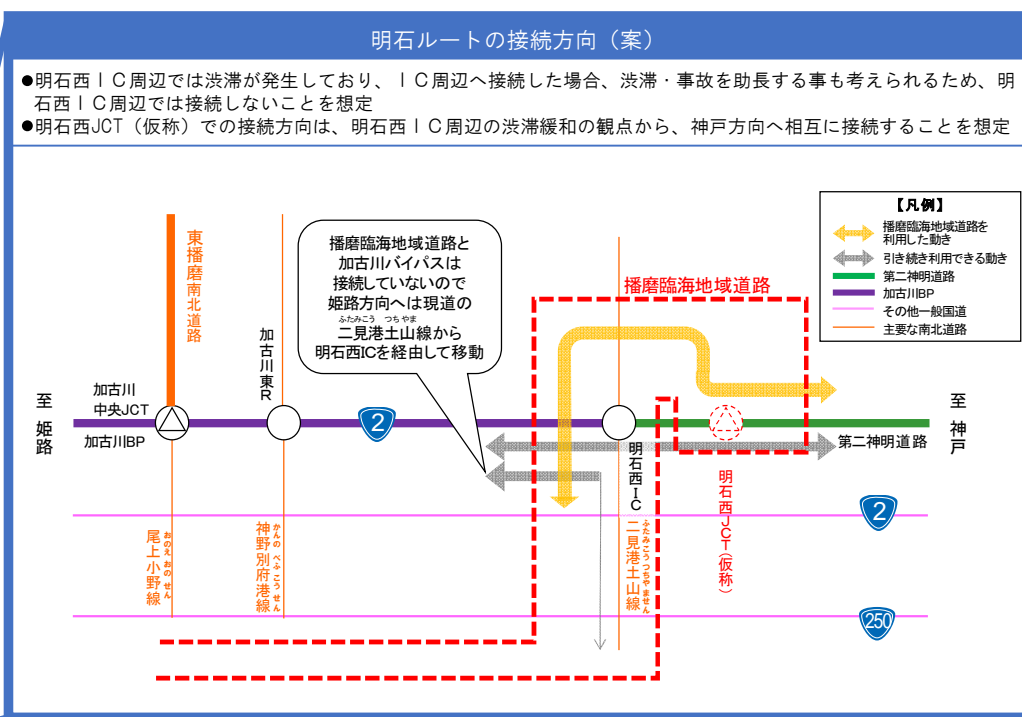 明石ルートの接続方向（案）
●明石西ＩＣ周辺では渋滞が発生しており、ＩＣ周辺へ接続した場合、渋滞・事故を助長する事も考えられるため、明
石西ＩＣ周辺では接続しないことを想定
●明石西JCT（仮称）での接続方向は、明石西ＩＣ周辺の渋滞緩和の観点から、神戸方向へ相互に接続することを想定
【凡例】
播磨臨海地域道路を
利用した動き
引き続き利用できる動き
第二神明道路
加古川BP
その他一般国道
主要な南北道路
播磨臨海地域道路と
加古川バイパスは
接続していないので
姫路方向へは現道の
ふたみこう つちやま
二見港土山線から
明石西ICを経由して移動
東播磨南北道路
加古川東R
播磨臨海地域道路
至 姫路
加古川
中央JCT
加古川BP
2
至 神戸
第二神明道路
明石西IC
明石西JCT(仮称)
2
尾上小野線
おのえ おの せん
神野別府港線
かんの べふ こう せん
二見港土山線
ふたみこう つちやません
250